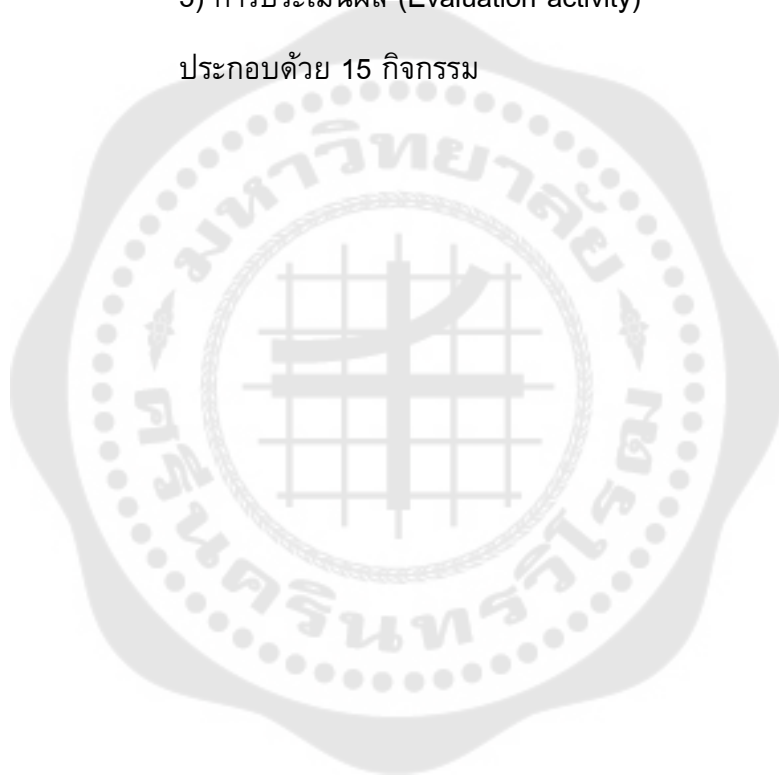 5) การประเมินผล (Evaluation activity)
ประกอบด้วย 15 กิจกรรม
มหาวิทยาลัย
ศรีนครินทรวิโรฒ